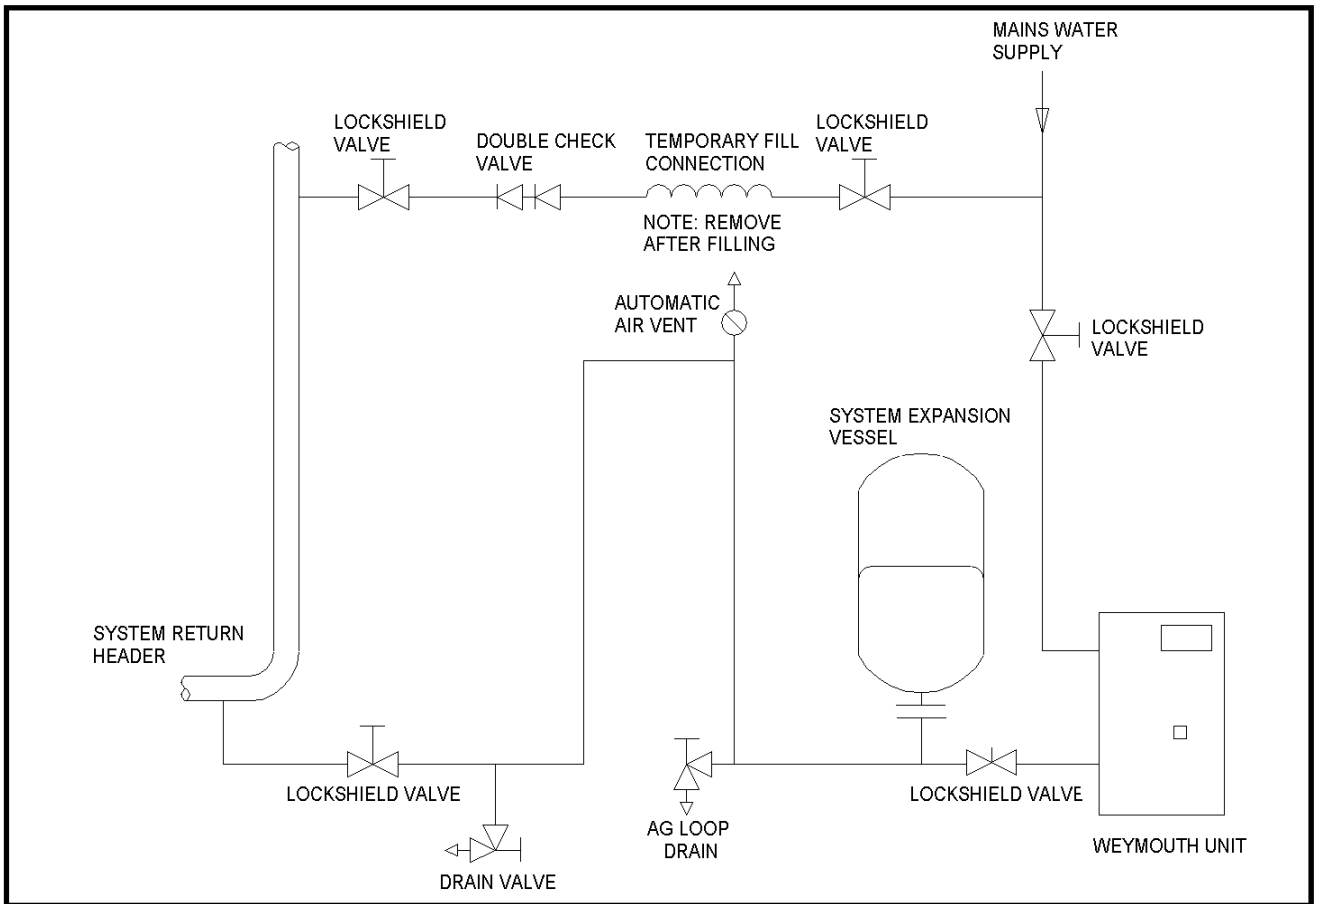 MAINS WATER
SUPPLY
LOCKSHIELD
VALVE
DOUBLE CHECK
VALVE
TEMPORARY FILL
CONNECTION
LOCKSHIELD
VALVE
NOTE: REMOVE
AFTER FILLING
AUTOMATIC
AIR VENT
LOCKSHIELD
VALVE
SYSTEM EXPANSION
VESSEL
SYSTEM RETURN
HEADER
LOCKSHIELD VALVE
LOCKSHIELD VALVE
AG LOOP
DRAIN
WEYMOUTH UNIT
DRAIN VALVE